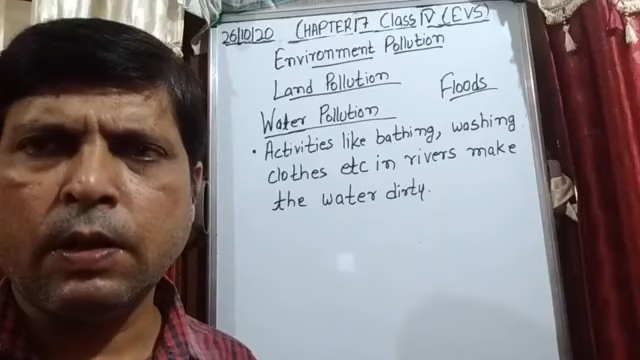 26/10/20 CHAPTER 17 Class IV (EVS)
Environment Pollution
Land Pollution
Floods
Water Pollution
• Activities like bathing, washing
clothes etc in rivers make
the water dirty.